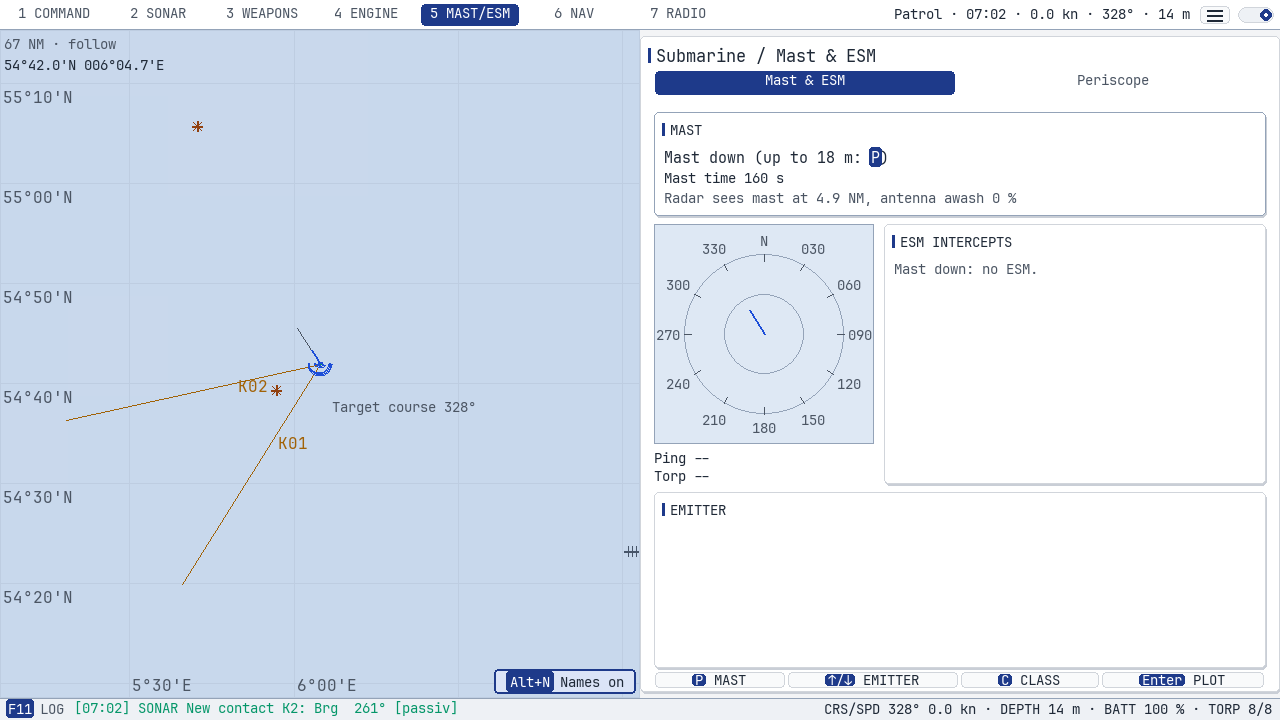 1 COMMAND 2 SONAR 3 WEAPONS 4 ENGINE 5 MAST/ESM 6 NAV 7 RADIO Patrol · 07:02 · 0.0 kn · 328° · 14 m
67 NM · follow
54°42.0'N 006°04.7'E
55°10'N
55°00'N
54°50'N
54°40'N
54°30'N
54°20'N
5°30'E 6°00'E
K02
Target course 328°
K01
Alt+N Names on
Submarine / Mast & ESM
Mast & ESM Periscope
MAST
Mast down (up to 18 m: P)
Mast time 160 s
Radar sees mast at 4.9 NM, antenna awash 0 %
N
330 030
300 060
270 090
240 120
210 150
180
Ping --
Torp --
ESM INTERCEPTS
Mast down: no ESM.
EMITTER
P MAST ↑/↓ EMITTER C CLASS Enter PLOT
F11 LOG [07:02] SONAR New contact K2: Brg 261° [passiv] CRS/SPD 328° 0.0 kn · DEPTH 14 m · BATT 100 % · TORP 8/8